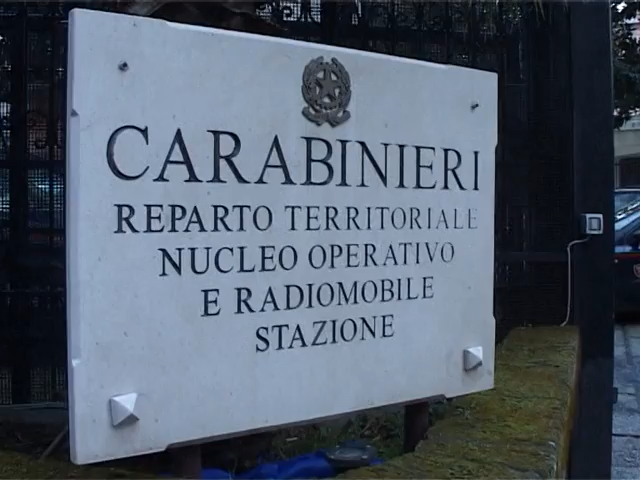 CARABINIERI
REPARTO TERRITORIALE
NUCLEO OPERATIVO
E RADIOMOBILE
STAZIONE